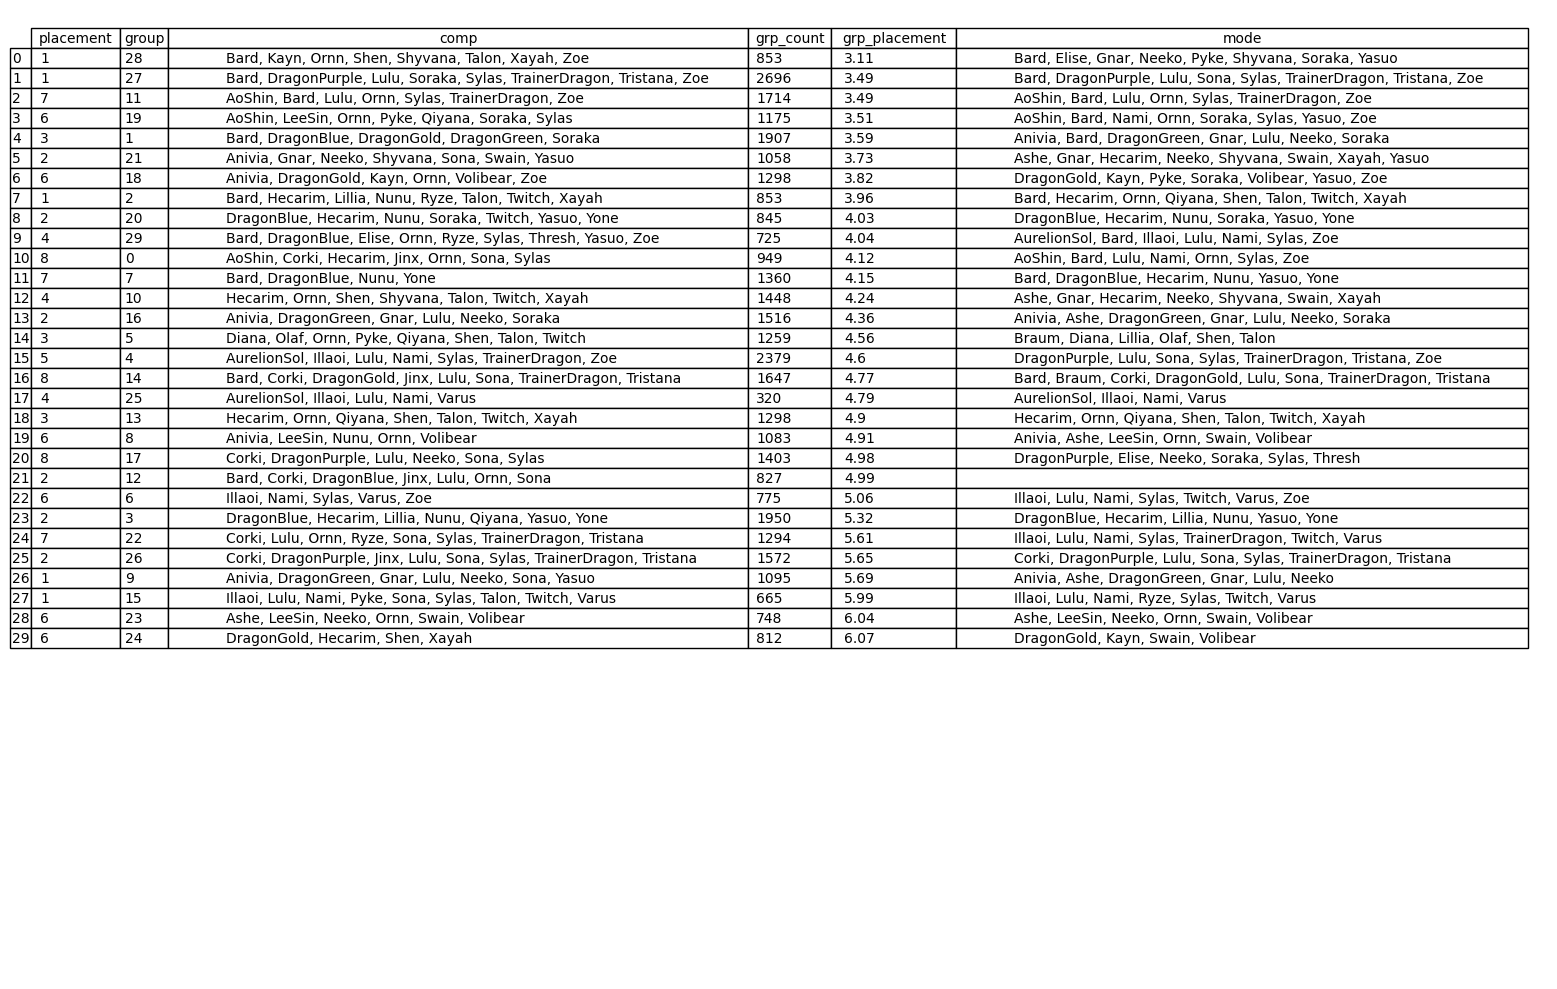 placement group comp grp_count grp_placement mode
0 1 28 Bard, Kayn, Ornn, Shen, Shyvana, Talon, Xayah, Zoe 853 3.11 Bard, Elise, Gnar, Neeko, Pyke, Shyvana, Soraka, Yasuo
1 1 27 Bard, DragonPurple, Lulu, Soraka, Sylas, TrainerDragon, Tristana, Zoe 2696 3.49 Bard, DragonPurple, Lulu, Sona, Sylas, TrainerDragon, Tristana, Zoe
2 7 11 AoShin, Bard, Lulu, Ornn, Sylas, TrainerDragon, Zoe 1714 3.49 AoShin, Bard, Lulu, Ornn, Sylas, TrainerDragon, Zoe
3 6 19 AoShin, LeeSin, Ornn, Pyke, Qiyana, Soraka, Sylas 1175 3.51 AoShin, Bard, Nami, Ornn, Soraka, Sylas, Yasuo, Zoe
4 3 1 Bard, DragonBlue, DragonGold, DragonGreen, Soraka 1907 3.59 Anivia, Bard, DragonGreen, Gnar, Lulu, Neeko, Soraka
5 2 21 Anivia, Gnar, Neeko, Shyvana, Sona, Swain, Yasuo 1058 3.73 Ashe, Gnar, Hecarim, Neeko, Shyvana, Swain, Xayah, Yasuo
6 6 18 Anivia, DragonGold, Kayn, Ornn, Volibear, Zoe 1298 3.82 DragonGold, Kayn, Pyke, Soraka, Volibear, Yasuo, Zoe
7 1 2 Bard, Hecarim, Lillia, Nunu, Ryze, Talon, Twitch, Xayah 853 3.96 Bard, Hecarim, Ornn, Qiyana, Shen, Talon, Twitch, Xayah
8 2 20 DragonBlue, Hecarim, Nunu, Soraka, Twitch, Yasuo, Yone 845 4.03 DragonBlue, Hecarim, Nunu, Soraka, Yasuo, Yone
9 4 29 Bard, DragonBlue, Elise, Ornn, Ryze, Sylas, Thresh, Yasuo, Zoe 725 4.04 AurelionSol, Bard, Illaoi, Lulu, Nami, Sylas, Zoe
10 8 0 AoShin, Corki, Hecarim, Jinx, Ornn, Sona, Sylas 949 4.12 AoShin, Bard, Lulu, Nami, Ornn, Sylas, Zoe
11 7 7 Bard, DragonBlue, Nunu, Yone 1360 4.15 Bard, DragonBlue, Hecarim, Nunu, Yasuo, Yone
12 4 10 Hecarim, Ornn, Shen, Shyvana, Talon, Twitch, Xayah 1448 4.24 Ashe, Gnar, Hecarim, Neeko, Shyvana, Swain, Xayah
13 2 16 Anivia, DragonGreen, Gnar, Lulu, Neeko, Soraka 1516 4.36 Anivia, Ashe, DragonGreen, Gnar, Lulu, Neeko, Soraka
14 3 5 Diana, Olaf, Ornn, Pyke, Qiyana, Shen, Talon, Twitch 1259 4.56 Braum, Diana, Lillia, Olaf, Shen, Talon
15 5 4 AurelionSol, Illaoi, Lulu, Nami, Sylas, TrainerDragon, Zoe 2379 4.6 DragonPurple, Lulu, Sona, Sylas, TrainerDragon, Tristana, Zoe
16 8 14 Bard, Corki, DragonGold, Jinx, Lulu, Sona, TrainerDragon, Tristana 1647 4.77 Bard, Braum, Corki, DragonGold, Lulu, Sona, TrainerDragon, Tristana
17 4 25 AurelionSol, Illaoi, Lulu, Nami, Varus 320 4.79 AurelionSol, Illaoi, Nami, Varus
18 3 13 Hecarim, Ornn, Qiyana, Shen, Talon, Twitch, Xayah 1298 4.9 Hecarim, Ornn, Qiyana, Shen, Talon, Twitch, Xayah
19 6 8 Anivia, LeeSin, Nunu, Ornn, Volibear 1083 4.91 Anivia, Ashe, LeeSin, Ornn, Swain, Volibear
20 8 17 Corki, DragonPurple, Lulu, Neeko, Sona, Sylas 1403 4.98 DragonPurple, Elise, Neeko, Soraka, Sylas, Thresh
21 2 12 Bard, Corki, DragonBlue, Jinx, Lulu, Ornn, Sona 827 4.99
22 6 6 Illaoi, Nami, Sylas, Varus, Zoe 775 5.06 Illaoi, Lulu, Nami, Sylas, Twitch, Varus, Zoe
23 2 3 DragonBlue, Hecarim, Lillia, Nunu, Qiyana, Yasuo, Yone 1950 5.32 DragonBlue, Hecarim, Lillia, Nunu, Yasuo, Yone
24 7 22 Corki, Lulu, Ornn, Ryze, Sona, Sylas, TrainerDragon, Tristana 1294 5.61 Illaoi, Lulu, Nami, Sylas, TrainerDragon, Twitch, Varus
25 2 26 Corki, DragonPurple, Jinx, Lulu, Sona, Sylas, TrainerDragon, Tristana 1572 5.65 Corki, DragonPurple, Lulu, Sona, Sylas, TrainerDragon, Tristana
26 1 9 Anivia, DragonGreen, Gnar, Lulu, Neeko, Sona, Yasuo 1095 5.69 Anivia, Ashe, DragonGreen, Gnar, Lulu, Neeko
27 1 15 Illaoi, Lulu, Nami, Pyke, Sona, Sylas, Talon, Twitch, Varus 665 5.99 Illaoi, Lulu, Nami, Ryze, Sylas, Twitch, Varus
28 6 23 Ashe, LeeSin, Neeko, Ornn, Swain, Volibear 748 6.04 Ashe, LeeSin, Neeko, Ornn, Swain, Volibear
29 6 24 DragonGold, Hecarim, Shen, Xayah 812 6.07 DragonGold, Kayn, Swain, Volibear